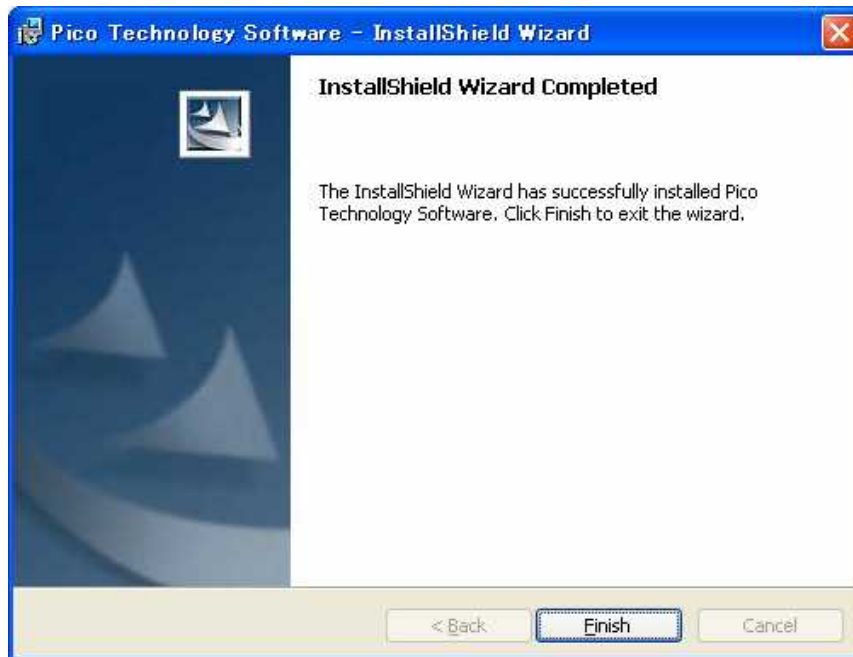 Pico Technology Software - InstallShield Wizard
InstallShield Wizard Completed
The InstallShield Wizard has successfully installed Pico
Technology Software. Click Finish to exit the wizard.
< Back
Finish
Cancel